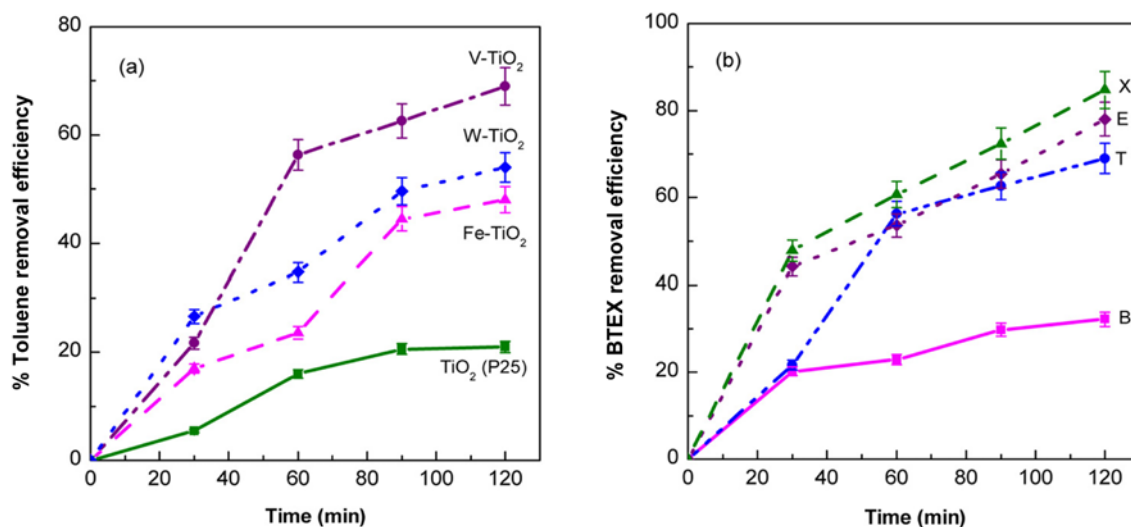 (a)
% Toluene removal efficiency
80
60
40
20
0
V-TiO₂
W-TiO₂
Fe-TiO₂
TiO₂ (P25)
0 20 40 60 80 100 120
Time (min)
(b)
% BTEX removal efficiency
100
80
60
40
20
0
X
E
T
B
0 20 40 60 80 100 120
Time (min)